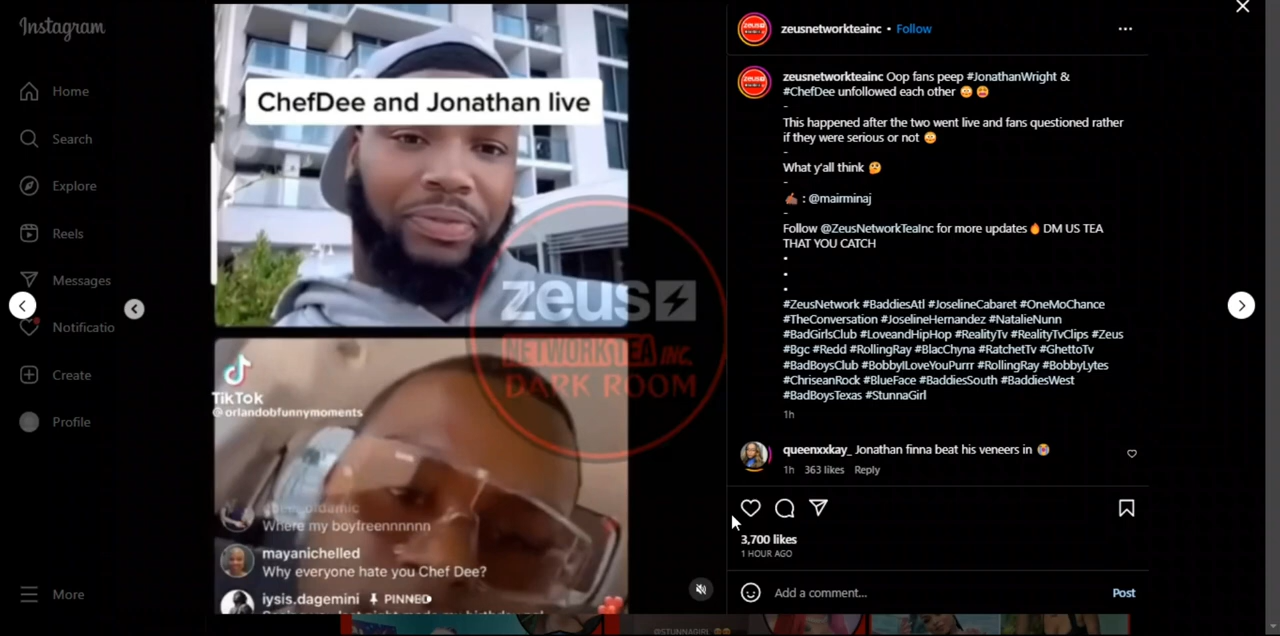 Instagram
Home
Search
Explore
Reels
Messages
Notificatio
Create
Profile
More
ChefDee and Jonathan live
zeus
NETWORK TEA INC.
DARK ROOM
TikTok
@orlandobfunnymoments
Where my boyfreennnnnn
mayanichelled
Why everyone hate you Chef Dee?
iysis.dagemini PINNED
@STUNNAGIRL
zeusnetworkteainc • Follow
zeusnetworkteainc Oop fans peep #JonathanWright &
#ChefDee unfollowed each other 😳🤩
-
This happened after the two went live and fans questioned rather
if they were serious or not 😳
-
What y'all think 🤔
-
✍🏾 : @mairminaj
-
Follow @ZeusNetworkTeaInc for more updates🔥DM US TEA
THAT YOU CATCH
•
•
•
#ZeusNetwork #BaddiesAtl #JoselineCabaret #OneMoChance
#TheConversation #JoselineHernandez #NatalieNunn
#BadGirlsClub #LoveandHipHop #RealityTv #RealityTvClips #Zeus
#Bgc #Redd #RollingRay #BlacChyna #RatchetTv #GhettoTv
#BadBoysClub #BobbyILoveYouPurrr #RollingRay #BobbyLytes
#ChriseanRock #BlueFace #BaddiesSouth #BaddiesWest
#BadBoysTexas #StunnaGirl
1h
queenxxkay_ Jonathan finna beat his veneers in 😭
1h 363 likes Reply
3,700 likes
1 HOUR AGO
Add a comment... Post